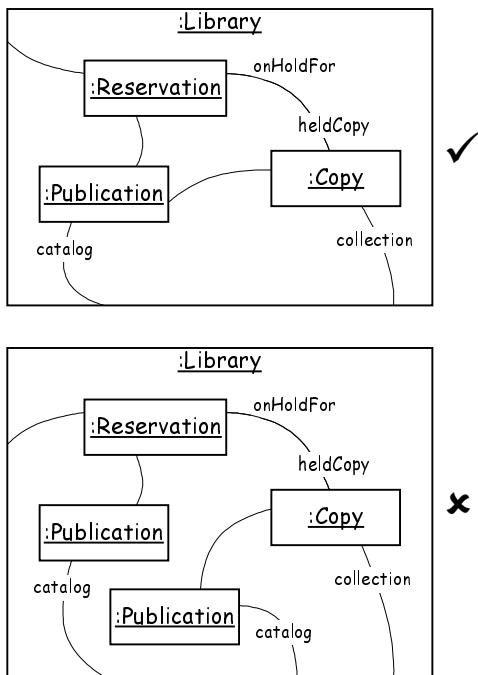 :Library
onHoldFor
:Reservation
heldCopy
:Copy
:Publication
catalog
collection
:Library
onHoldFor
:Reservation
heldCopy
:Copy
:Publication
collection
catalog
:Publication
catalog